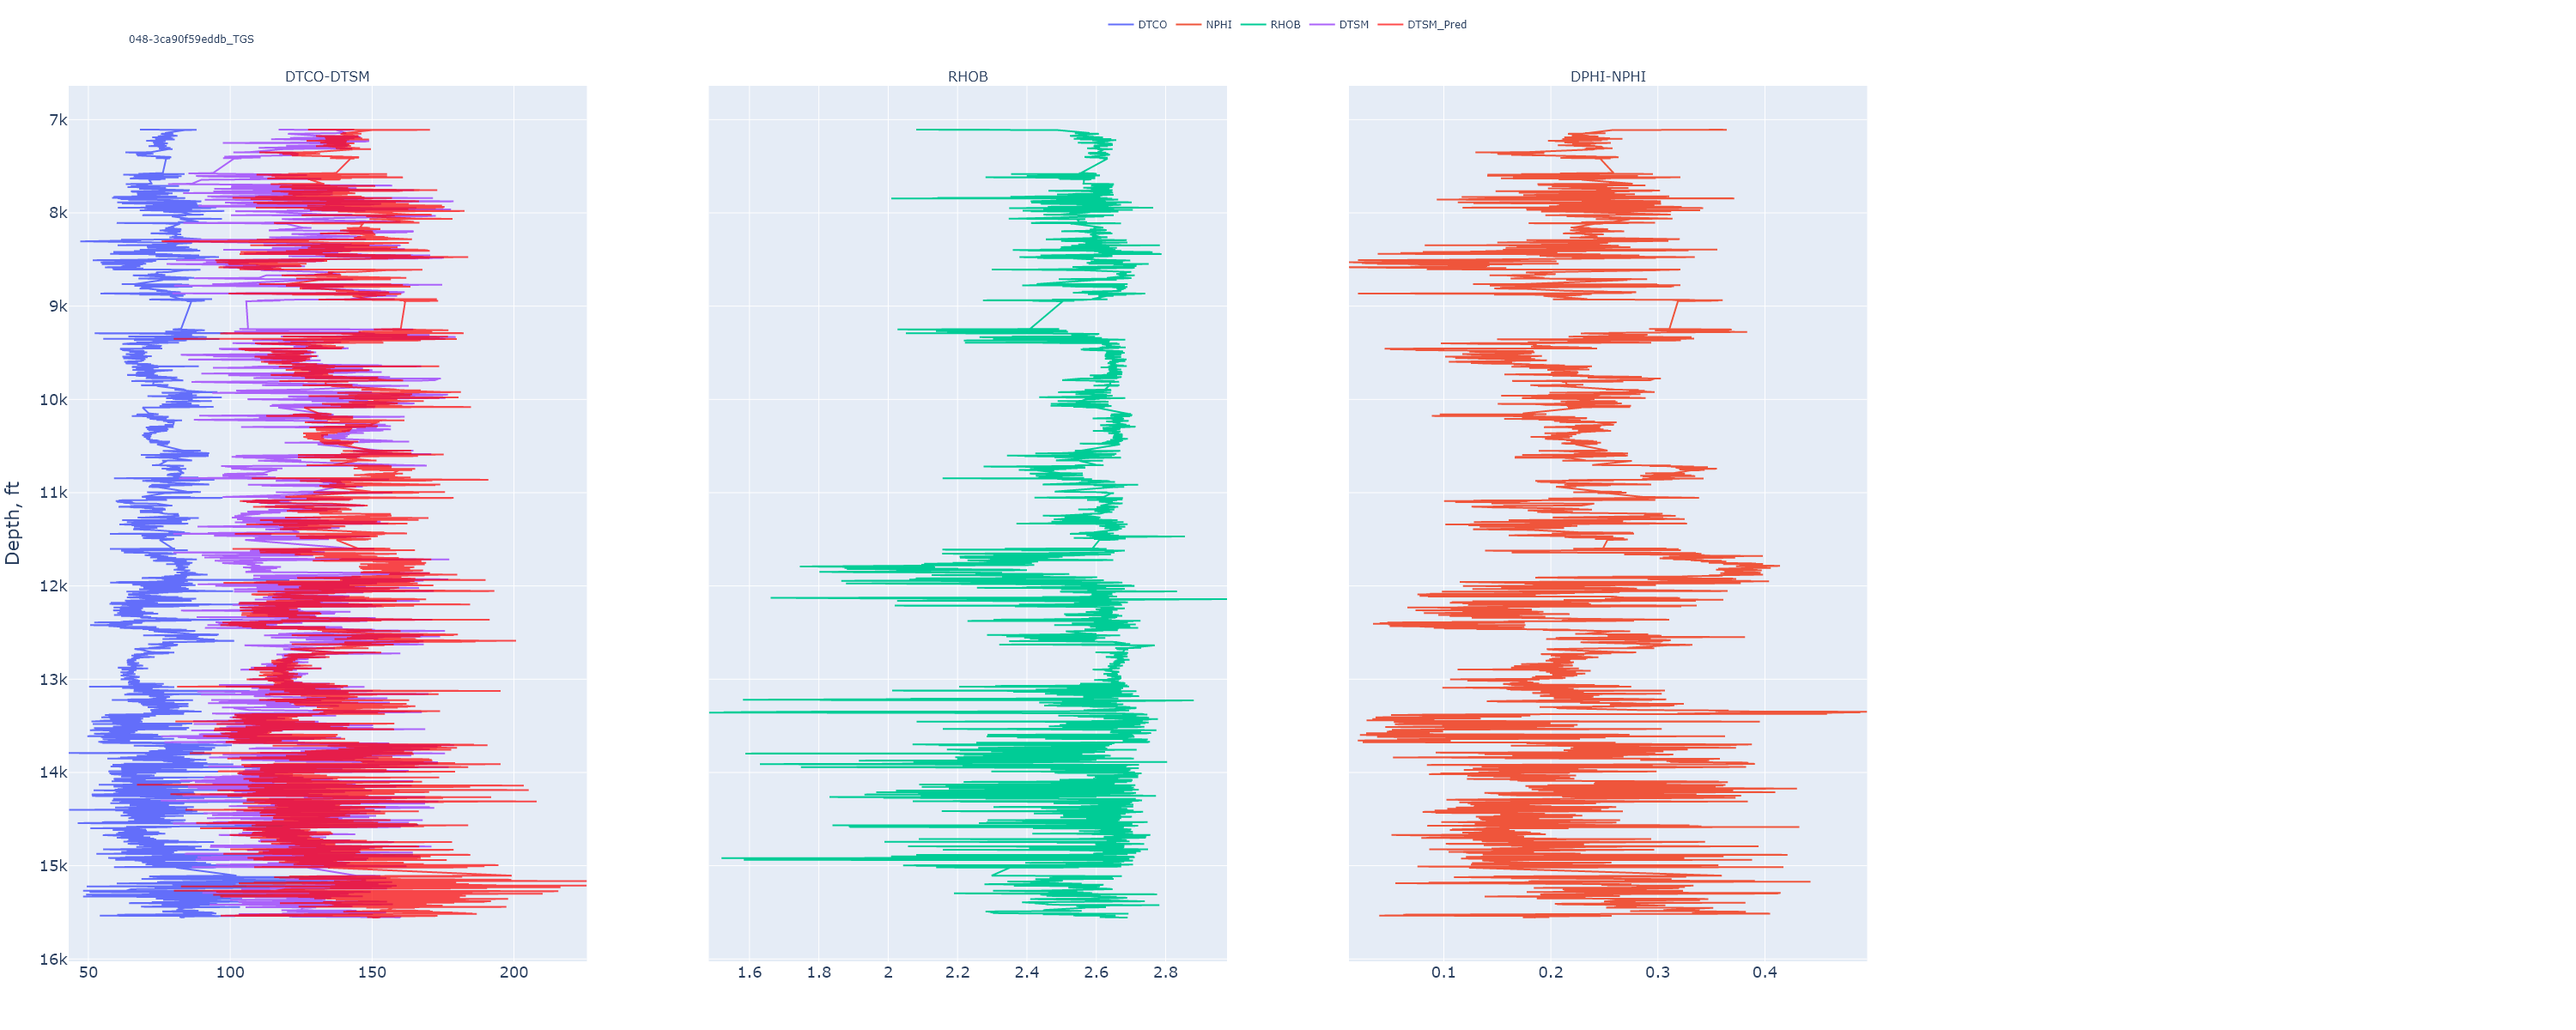 DTCO NPHI RHOB DTSM DTSM_Pred
048-3ca90f59eddb_TGS
DTCO-DTSM RHOB DPHI-NPHI
Depth, ft
7k
8k
9k
10k
11k
12k
13k
14k
15k
16k
50 100 150 200
1.6 1.8 2 2.2 2.4 2.6 2.8
0.1 0.2 0.3 0.4